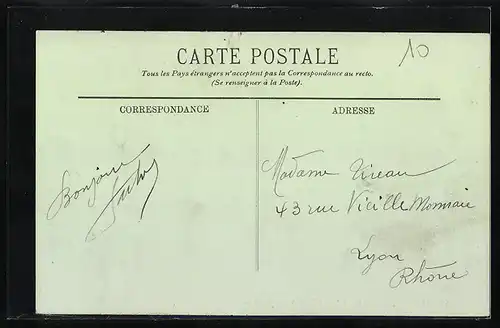 CARTE POSTALE
10
Tous les Pays étrangers n'acceptent pas la Correspondance au recto.
(Se renseigner à la Poste).
CORRESPONDANCE
ADRESSE
Bonjour
Madame
43 rue Vieille Monnaie
Lyon
Rhône